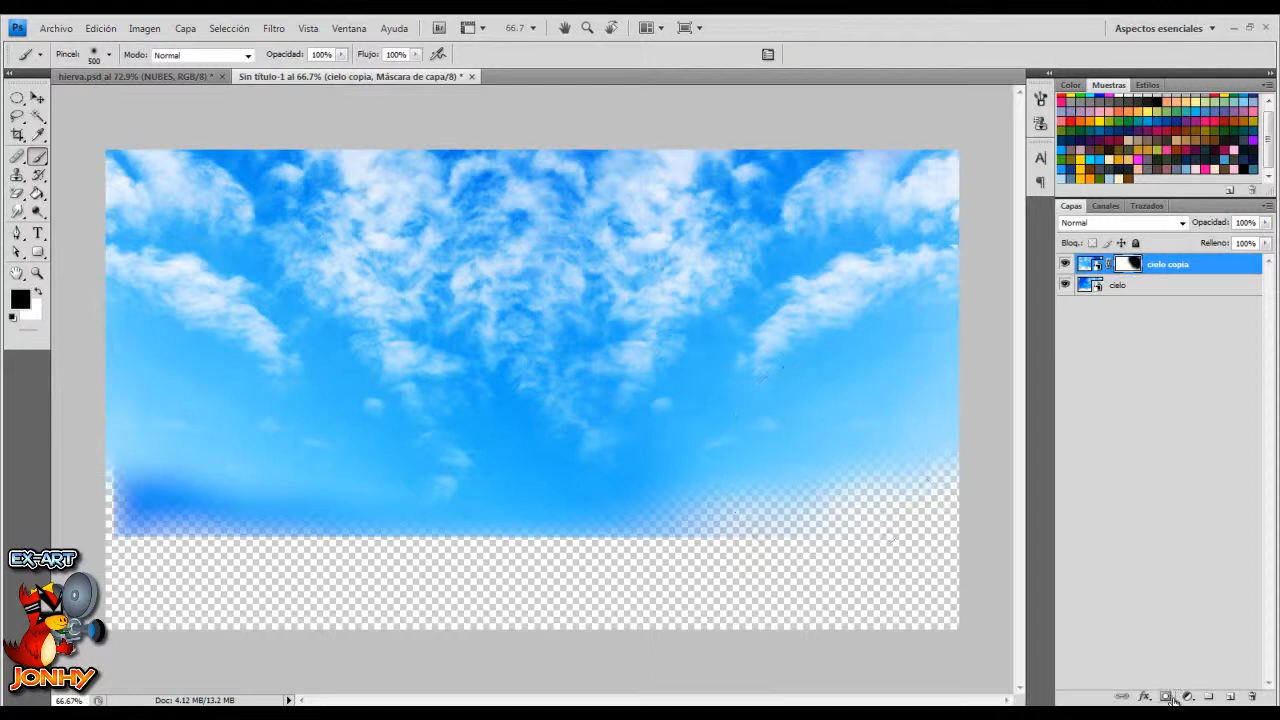 Ps
Archivo Edición Imagen Capa Selección Filtro Vista Ventana Ayuda
Br
66.7
Aspectos esenciales
Pincel: 500 Modo: Normal Opacidad: 100% Flujo: 100%
hierva.psd al 72.9% (NUBES, RGB/8) * ×
Sin título-1 al 66.7% (cielo copia, Máscara de capa/8) * ×
Color Muestras Estilos
Capas Canales Trazados
Normal Opacidad: 100%
Bloq.: Relleno: 100%
cielo copia
cielo
EX-ART
JONHY
66.67% Doc: 4.12 MB/13.2 MB
fx